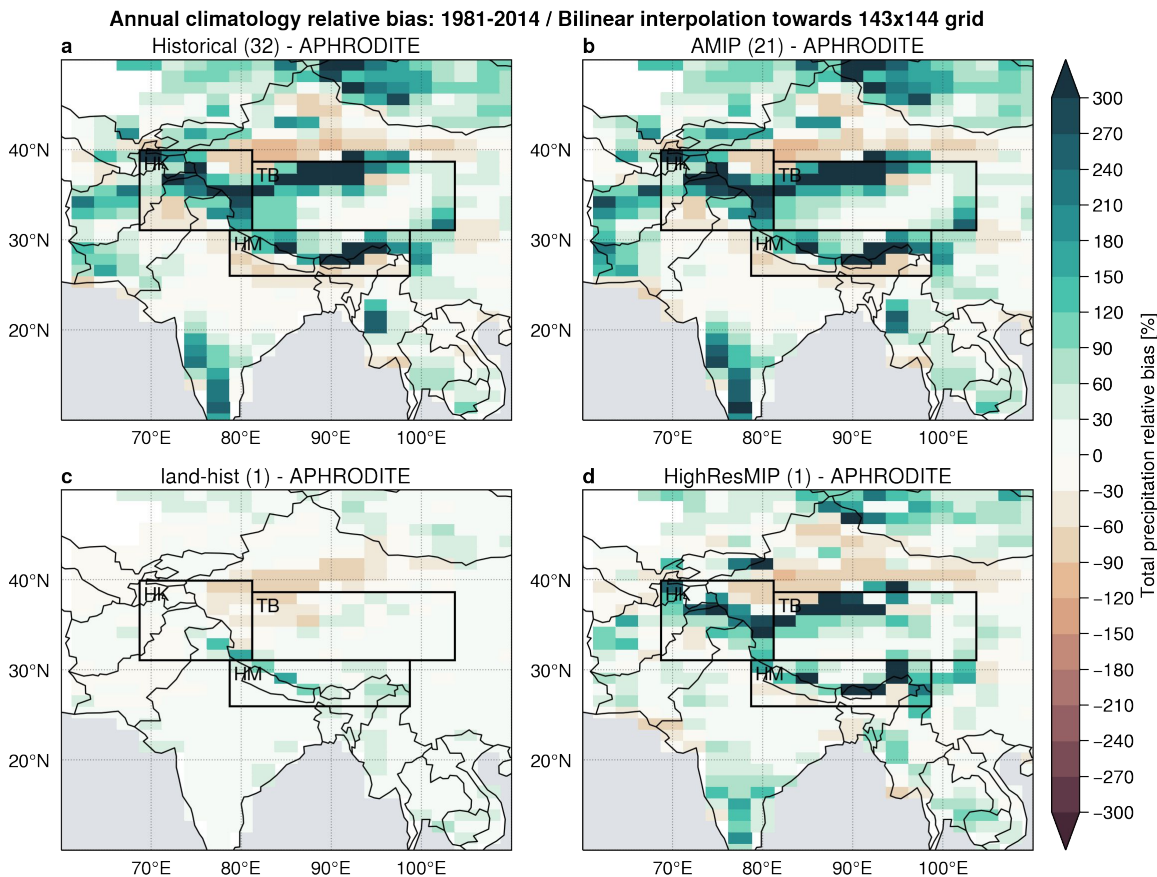 Annual climatology relative bias: 1981-2014 / Bilinear interpolation towards 143x144 grid
a Historical (32) - APHRODITE
40°N
30°N
20°N
HK
TB
HM
70°E 80°E 90°E 100°E
b AMIP (21) - APHRODITE
40°N
30°N
20°N
HK
TB
HM
70°E 80°E 90°E 100°E
c land-hist (1) - APHRODITE
40°N
30°N
20°N
HK
TB
HM
70°E 80°E 90°E 100°E
d HighResMIP (1) - APHRODITE
40°N
30°N
20°N
HK
TB
HM
70°E 80°E 90°E 100°E
300
270
240
210
180
150
120
90
60
30
0
−30
−60
−90
−120
−150
−180
−210
−240
−270
−300
Total precipitation relative bias [%]